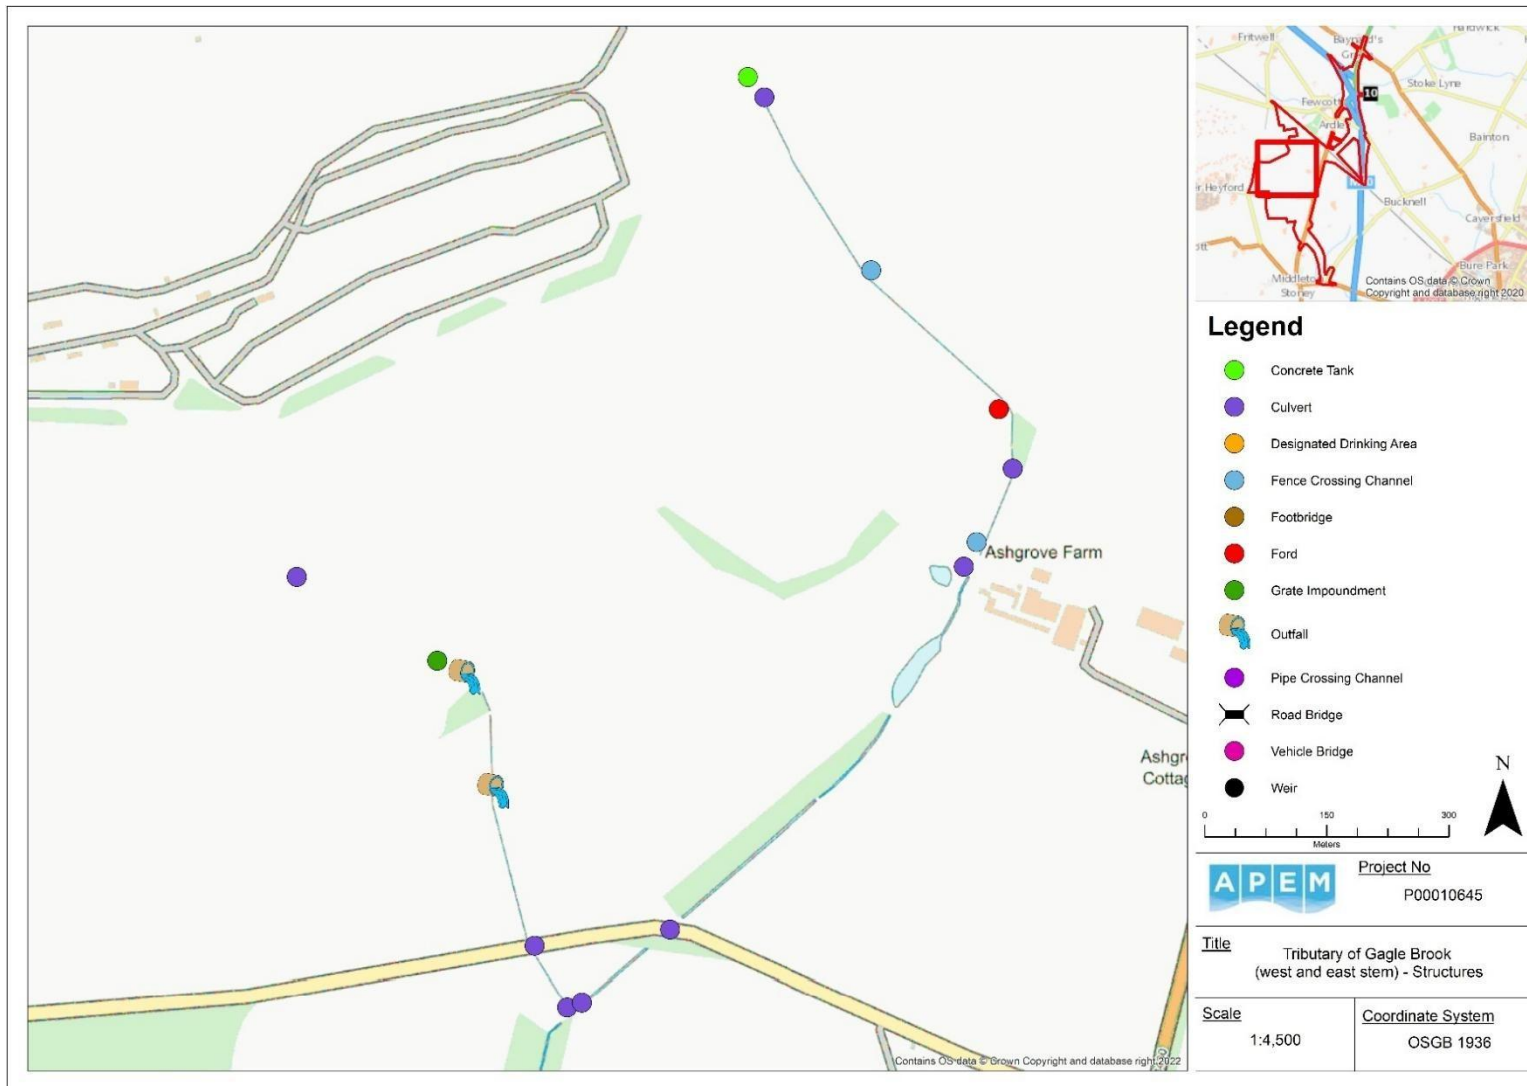 Ashgrove Farm
Ashgr
Cottag
Contains OS data © Crown Copyright and database right 2022
Fritwell
Stoke Lyne
Fewcott
10
Bainton
Bucknell
Caversfield
Bure Park
Middleto
Stoney
Contains OS data © Crown
Copyright and database right 2020
Legend
Concrete Tank
Culvert
Designated Drinking Area
Fence Crossing Channel
Footbridge
Ford
Grate Impoundment
Outfall
Pipe Crossing Channel
Road Bridge
Vehicle Bridge
Weir
N
0 150 300
Meters
APEM
Project No
P00010645
Title
Tributary of Gagle Brook
(west and east stem) - Structures
Scale
1:4,500
Coordinate System
OSGB 1936